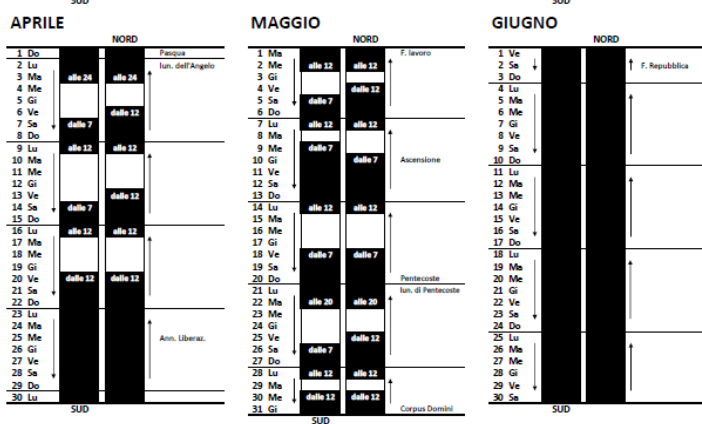 SUD
SUD
APRILE
NORD
1 Do Pasqua
2 Lu lun. dell'Angelo
3 Ma alle 24 alle 24
4 Me
5 Gi
6 Ve dalle 12
7 Sa dalle 7
8 Do
9 Lu alle 12 alle 12
10 Ma
11 Me
12 Gi
13 Ve dalle 12
14 Sa dalle 7
15 Do
16 Lu alle 12 alle 12
17 Ma
18 Me
19 Gi
20 Ve dalle 12 dalle 12
21 Sa
22 Do
23 Lu
24 Ma
25 Me Ann. Liberaz.
26 Gi
27 Ve
28 Sa
29 Do
30 Lu
SUD
MAGGIO
NORD
1 Ma F. lavoro
2 Me alle 12 alle 12
3 Gi
4 Ve dalle 12
5 Sa dalle 7
6 Do
7 Lu alle 12 alle 12
8 Ma
9 Me dalle 7
10 Gi dalle 7 Ascensione
11 Ve
12 Sa
13 Do
14 Lu alle 12 alle 12
15 Ma
16 Me
17 Gi
18 Ve dalle 7 dalle 7
19 Sa
20 Do Pentecoste
21 Lu lun. di Pentecoste
22 Ma alle 20 alle 20
23 Me
24 Gi
25 Ve dalle 12
26 Sa dalle 7
27 Do
28 Lu alle 12 alle 12
29 Ma
30 Me dalle 12 dalle 12
31 Gi Corpus Domini
SUD
GIUGNO
NORD
1 Ve
2 Sa F. Repubblica
3 Do
4 Lu
5 Ma
6 Me
7 Gi
8 Ve
9 Sa
10 Do
11 Lu
12 Ma
13 Me
14 Gi
15 Ve
16 Sa
17 Do
18 Lu
19 Ma
20 Me
21 Gi
22 Ve
23 Sa
24 Do
25 Lu
26 Ma
27 Me
28 Gi
29 Ve
30 Sa
SUD